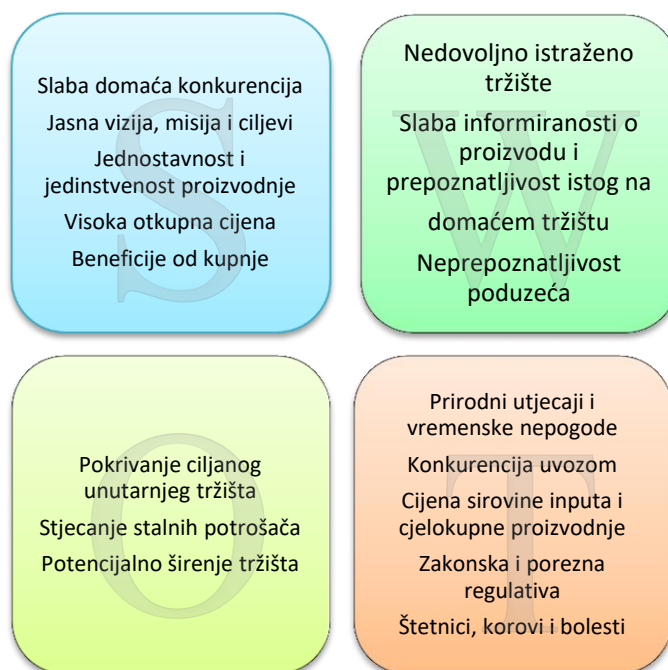 S
Slaba domaća konkurencija
Jasna vizija, misija i ciljevi
Jednostavnost i
jedinstvenost proizvodnje
Visoka otkupna cijena
Beneficije od kupnje
W
Nedovoljno istraženo
tržište
Slaba informiranosti o
proizvodu i
prepoznatljivost istog na
domaćem tržištu
Neprepoznatljivost
poduzeća
O
Pokrivanje ciljanog
unutarnjeg tržišta
Stjecanje stalnih potrošača
Potencijalno širenje tržišta
T
Prirodni utjecaji i
vremenske nepogode
Konkurencija uvozom
Cijena sirovine inputa i
cjelokupne proizvodnje
Zakonska i porezna
regulativa
Štetnici, korovi i bolesti